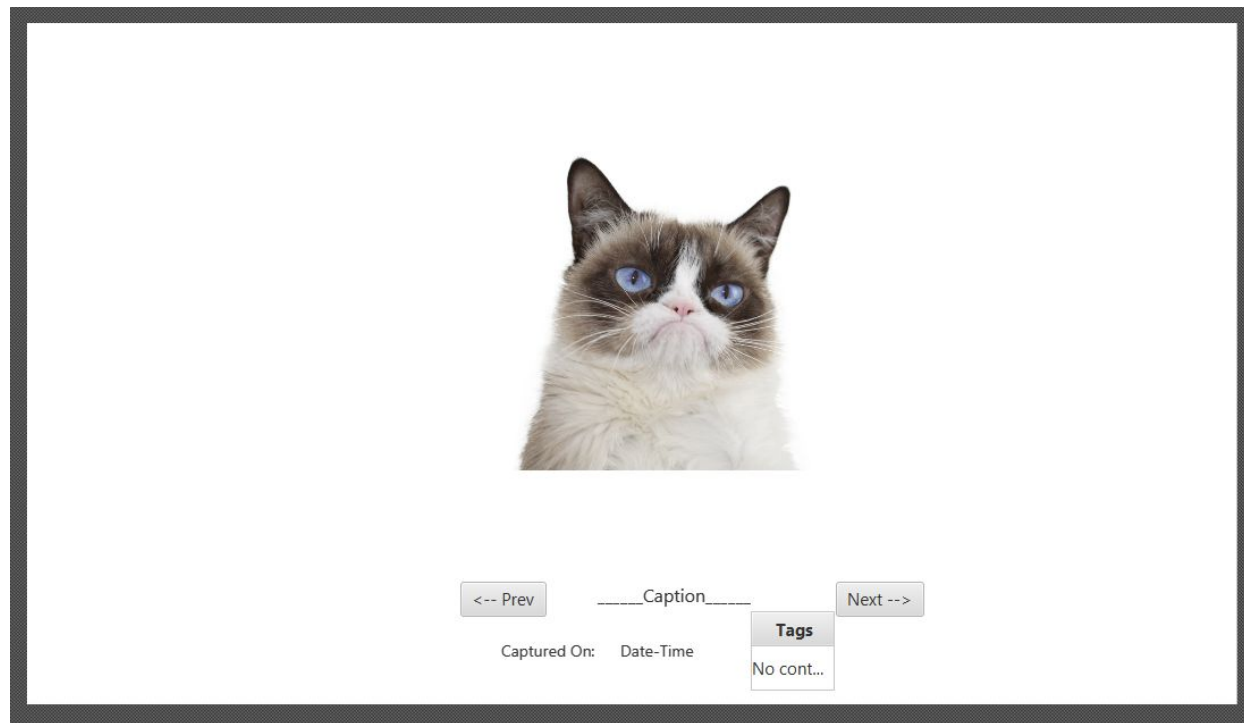 <-- Prev
______Caption______
Next -->
Tags
Captured On:
Date-Time
No cont...